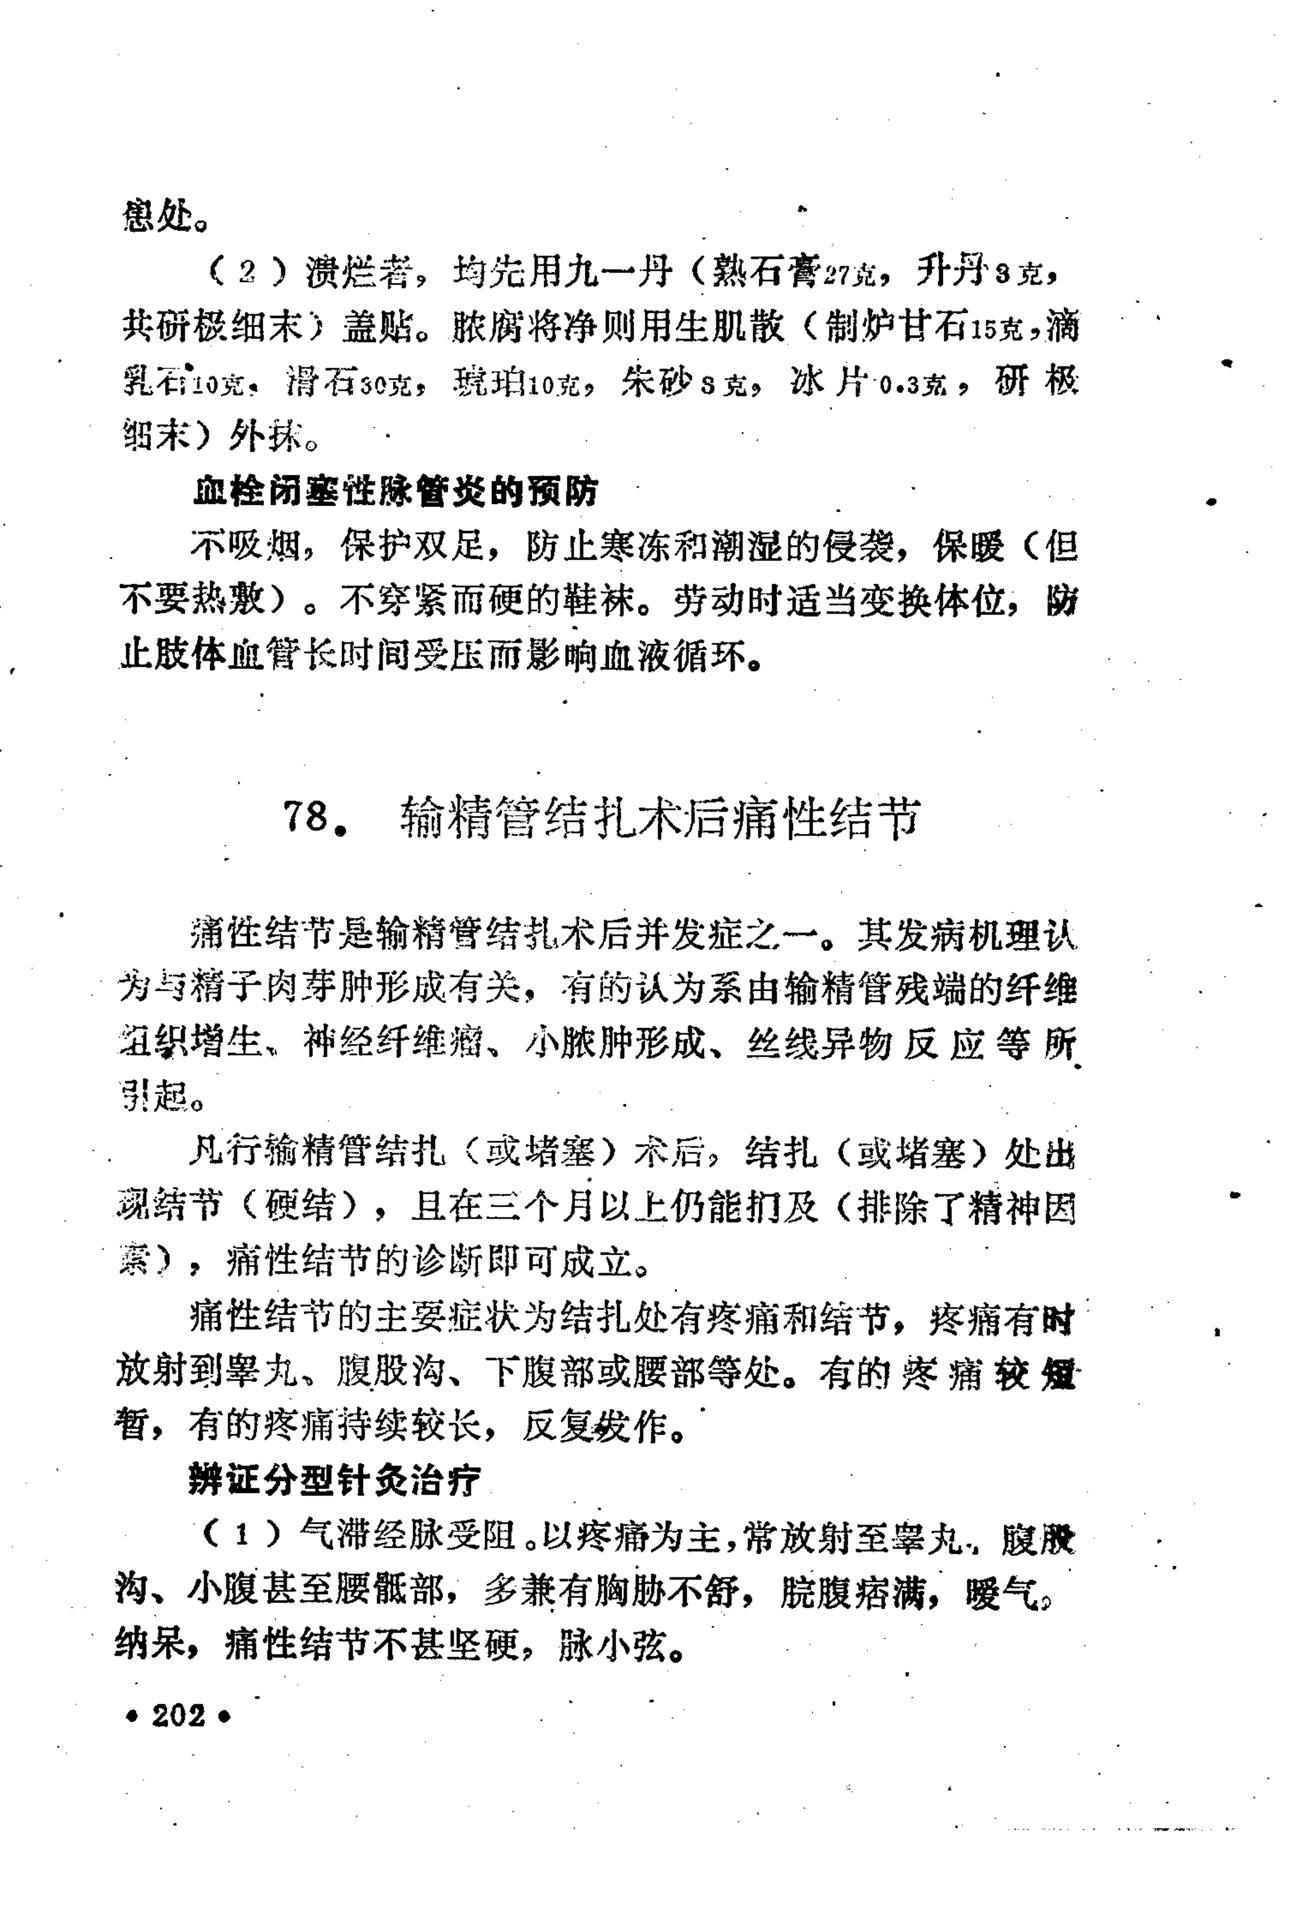 患处。
（2）溃烂者，均先用九一丹（熟石膏27克，升丹3克，
共研极细末）盖贴。脓腐将净则用生肌散（制炉甘石15克，滴
乳石10克，滑石30克，琥珀10克，朱砂3克，冰片0.3克，研极
细末）外抹。
血栓闭塞性脉管炎的预防
不吸烟，保护双足，防止寒冻和潮湿的侵袭，保暖（但
不要热敷）。不穿紧而硬的鞋袜。劳动时适当变换体位，防
止肢体血管长时间受压而影响血液循环。
78. 输精管结扎术后痛性结节
痛性结节是输精管结扎术后并发症之一。其发病机理认
为与精子肉芽肿形成有关，有的认为系由输精管残端的纤维
组织增生、神经纤维瘤、小脓肿形成、丝线异物反应等所
引起。
凡行输精管结扎（或堵塞）术后，结扎（或堵塞）处出
现结节（硬结），且在三个月以上仍能扪及（排除了精神因
素），痛性结节的诊断即可成立。
痛性结节的主要症状为结扎处有疼痛和结节，疼痛有时
放射到睾丸、腹股沟、下腹部或腰部等处。有的疼痛较短
暂，有的疼痛持续较长，反复发作。
辨证分型针灸治疗
（1）气滞经脉受阻。以疼痛为主，常放射至睾丸、腹股
沟、小腹甚至腰骶部，多兼有胸胁不舒，脘腹痞满，嗳气。
纳呆，痛性结节不甚坚硬，脉小弦。
•202•